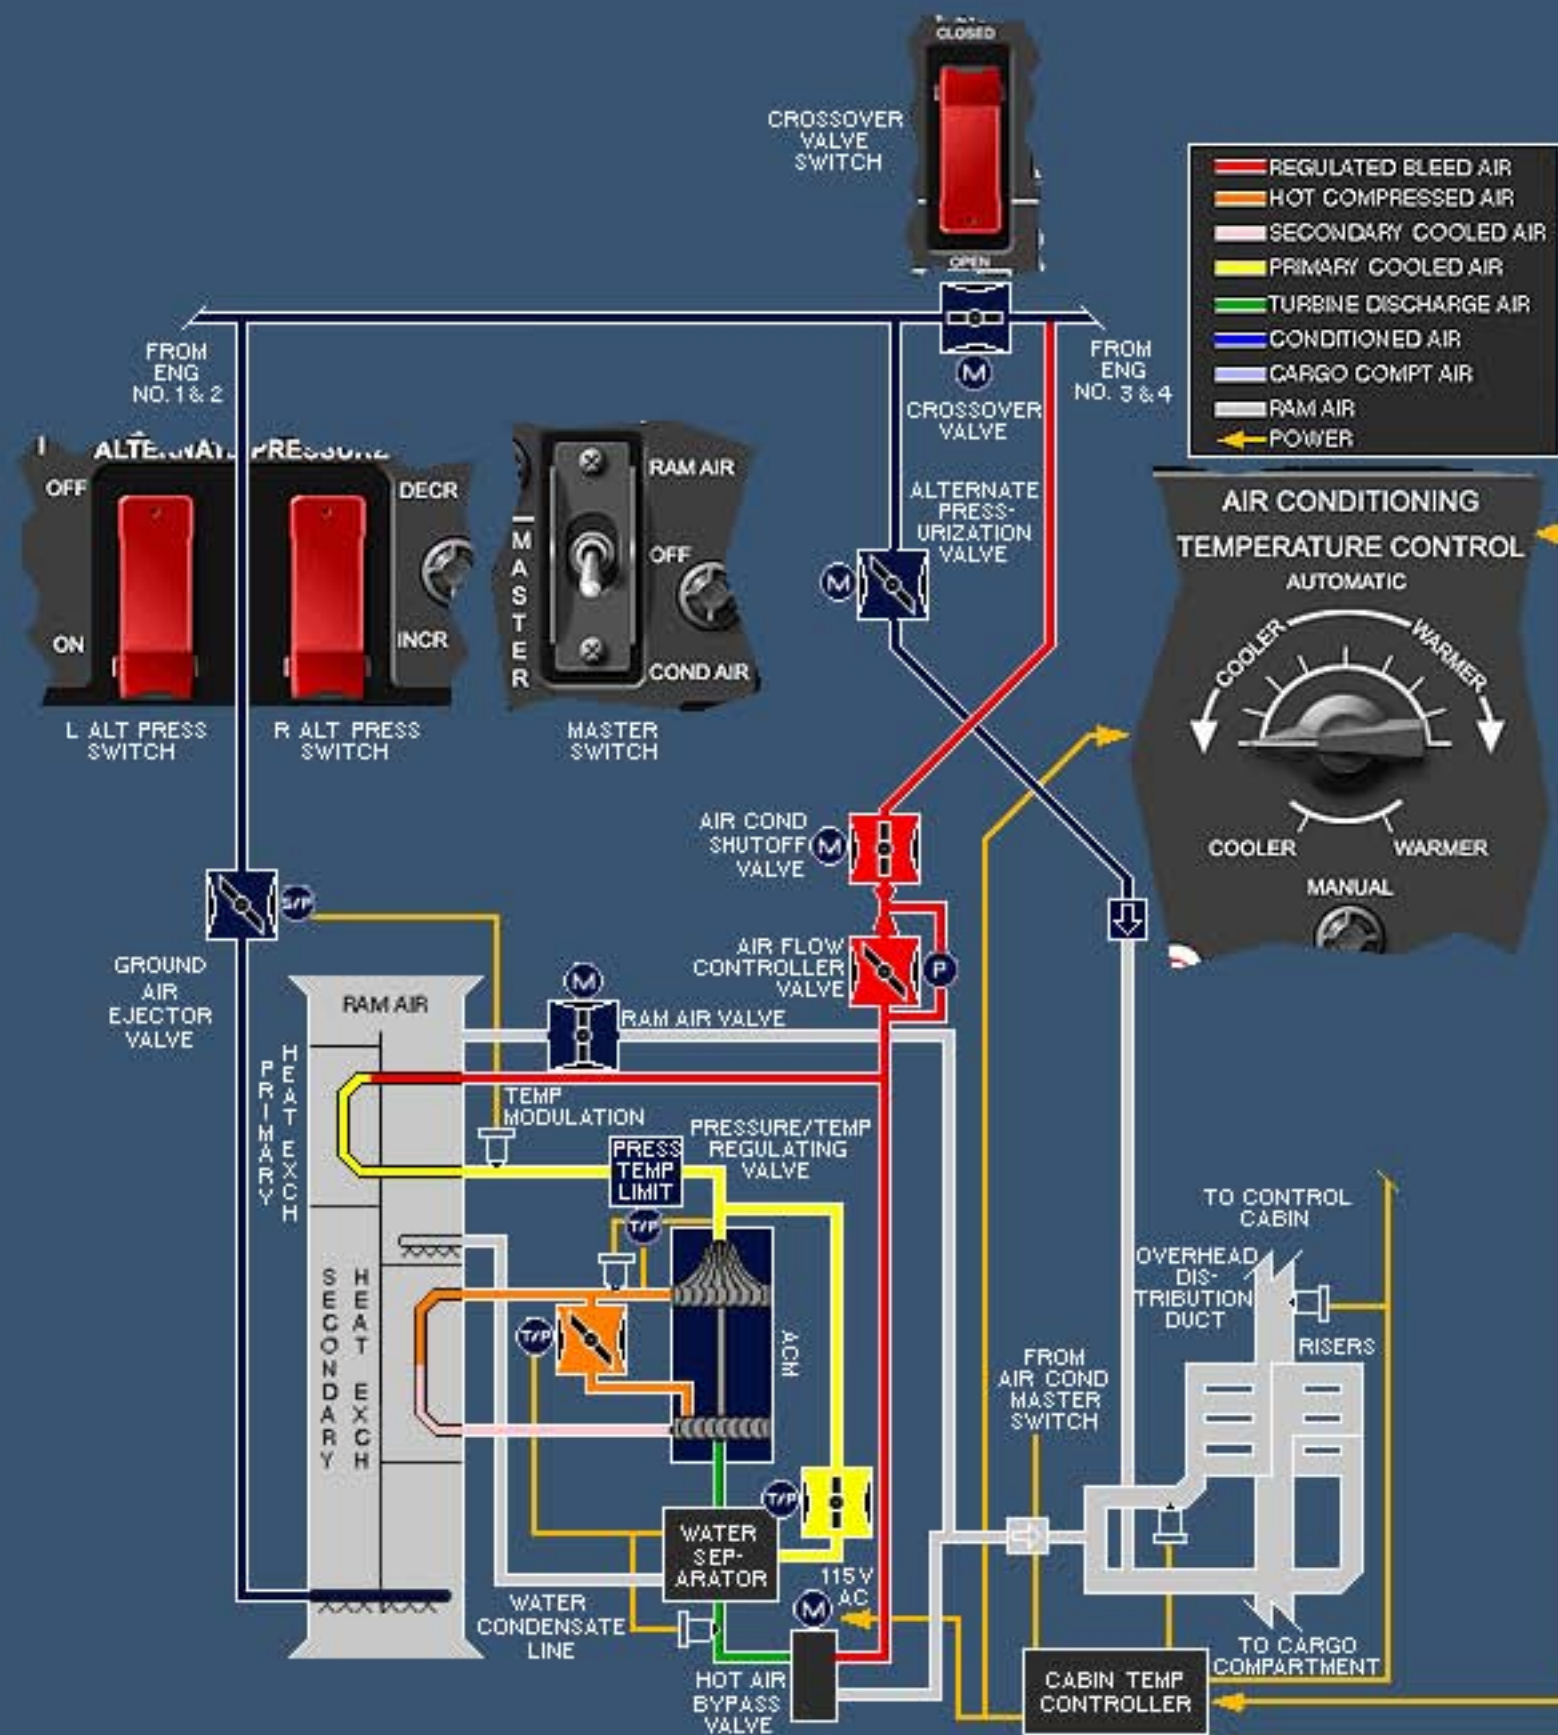 CLOSED
CROSSOVER
VALVE
SWITCH
OPEN
REGULATED BLEED AIR
HOT COMPRESSED AIR
SECONDARY COOLED AIR
PRIMARY COOLED AIR
TURBINE DISCHARGE AIR
CONDITIONED AIR
CARGO COMPT AIR
RAM AIR
POWER
FROM
ENG
NO. 1 & 2
FROM
ENG
NO. 3 & 4
M
CROSSOVER
VALVE
ALTERNATE PRESSURE
OFF
DECR
ON
INCR
L ALT PRESS
SWITCH
R ALT PRESS
SWITCH
MASTER
RAM AIR
OFF
COND AIR
MASTER
SWITCH
ALTERNATE
PRESS-
URIZATION
VALVE
M
AIR CONDITIONING
TEMPERATURE CONTROL
AUTOMATIC
COOLER
WARMER
COOLER
WARMER
MANUAL
AIR COND
SHUTOFF
VALVE
M
S/P
GROUND
AIR
EJECTOR
VALVE
AIR FLOW
CONTROLLER
VALVE
P
RAM AIR
M
RAM AIR VALVE
PRIMARY
HEAT EXCH
TEMP
MODULATION
PRESS
TEMP
LIMIT
PRESSURE/TEMP
REGULATING
VALVE
T/P
SECONDARY
HEAT EXCH
T/P
ACM
TO CONTROL
CABIN
OVERHEAD
DIS-
TRIBUTION
DUCT
RISERS
FROM
AIR COND
MASTER
SWITCH
T/P
WATER
SEP-
ARATOR
115 V
AC
M
WATER
CONDENSATE
LINE
HOT AIR
BYPASS
VALVE
CABIN TEMP
CONTROLLER
TO CARGO
COMPARTMENT